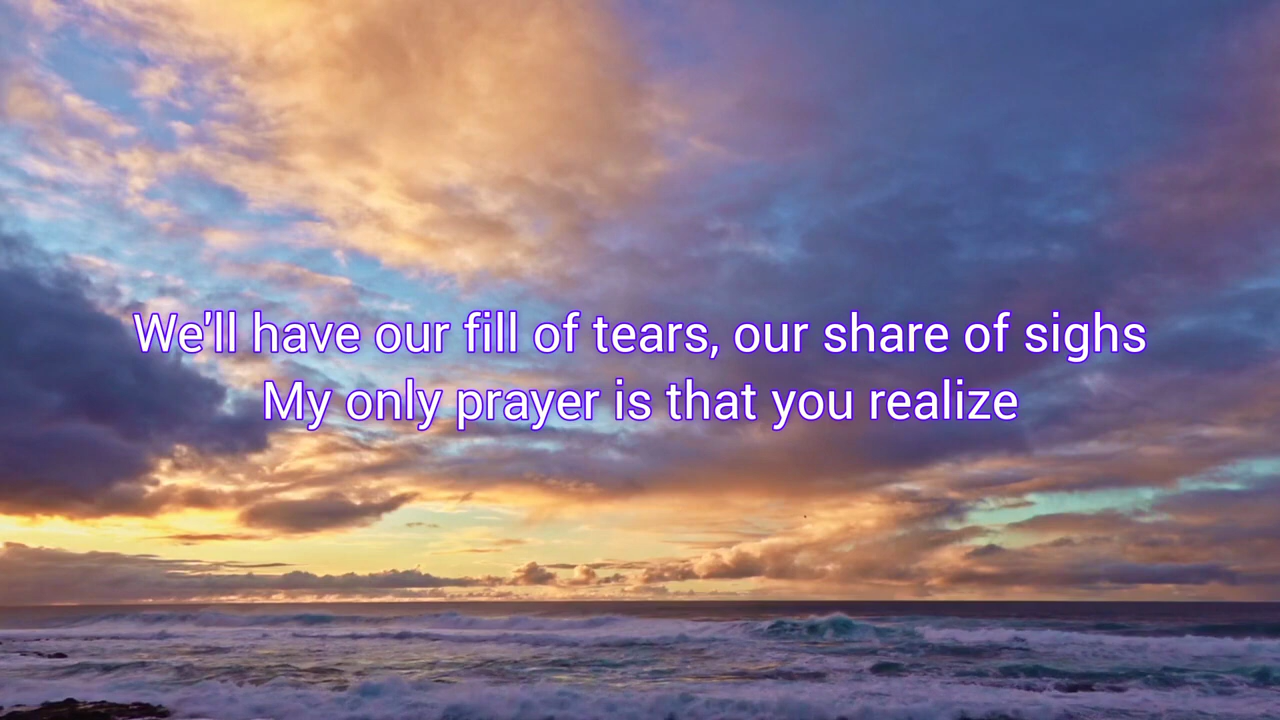 We'll have our fill of tears, our share of sighs
My only prayer is that you realize